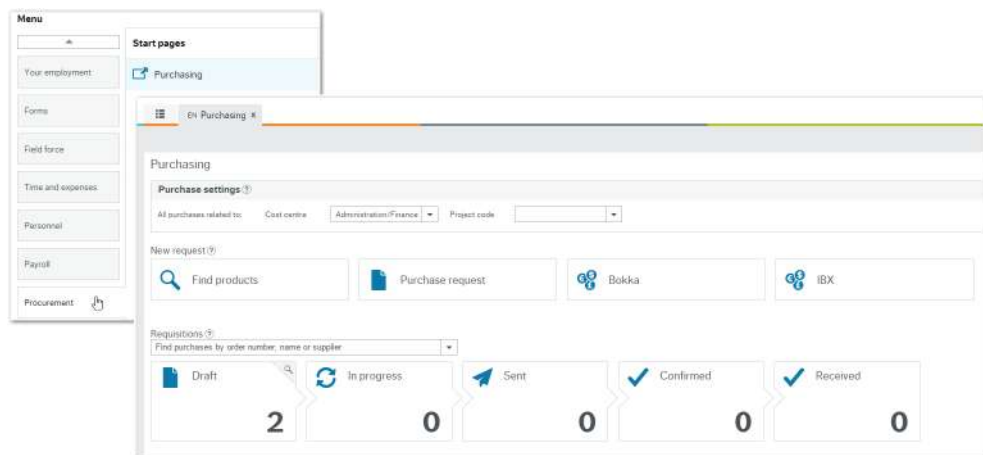 Menu
Start pages
Your employment
Purchasing
Forms
EN Purchasing x
Field force
Purchasing
Purchase settings ?
Time and expenses
All purchases related to: Cost centre Administration/Finance Project code
Personnel
New request ?
Payroll
Find products Purchase request Bokka IBX
Procurement
Requisitions ?
Find purchases by order number, name or supplier
Draft In progress Sent Confirmed Received
2 0 0 0 0